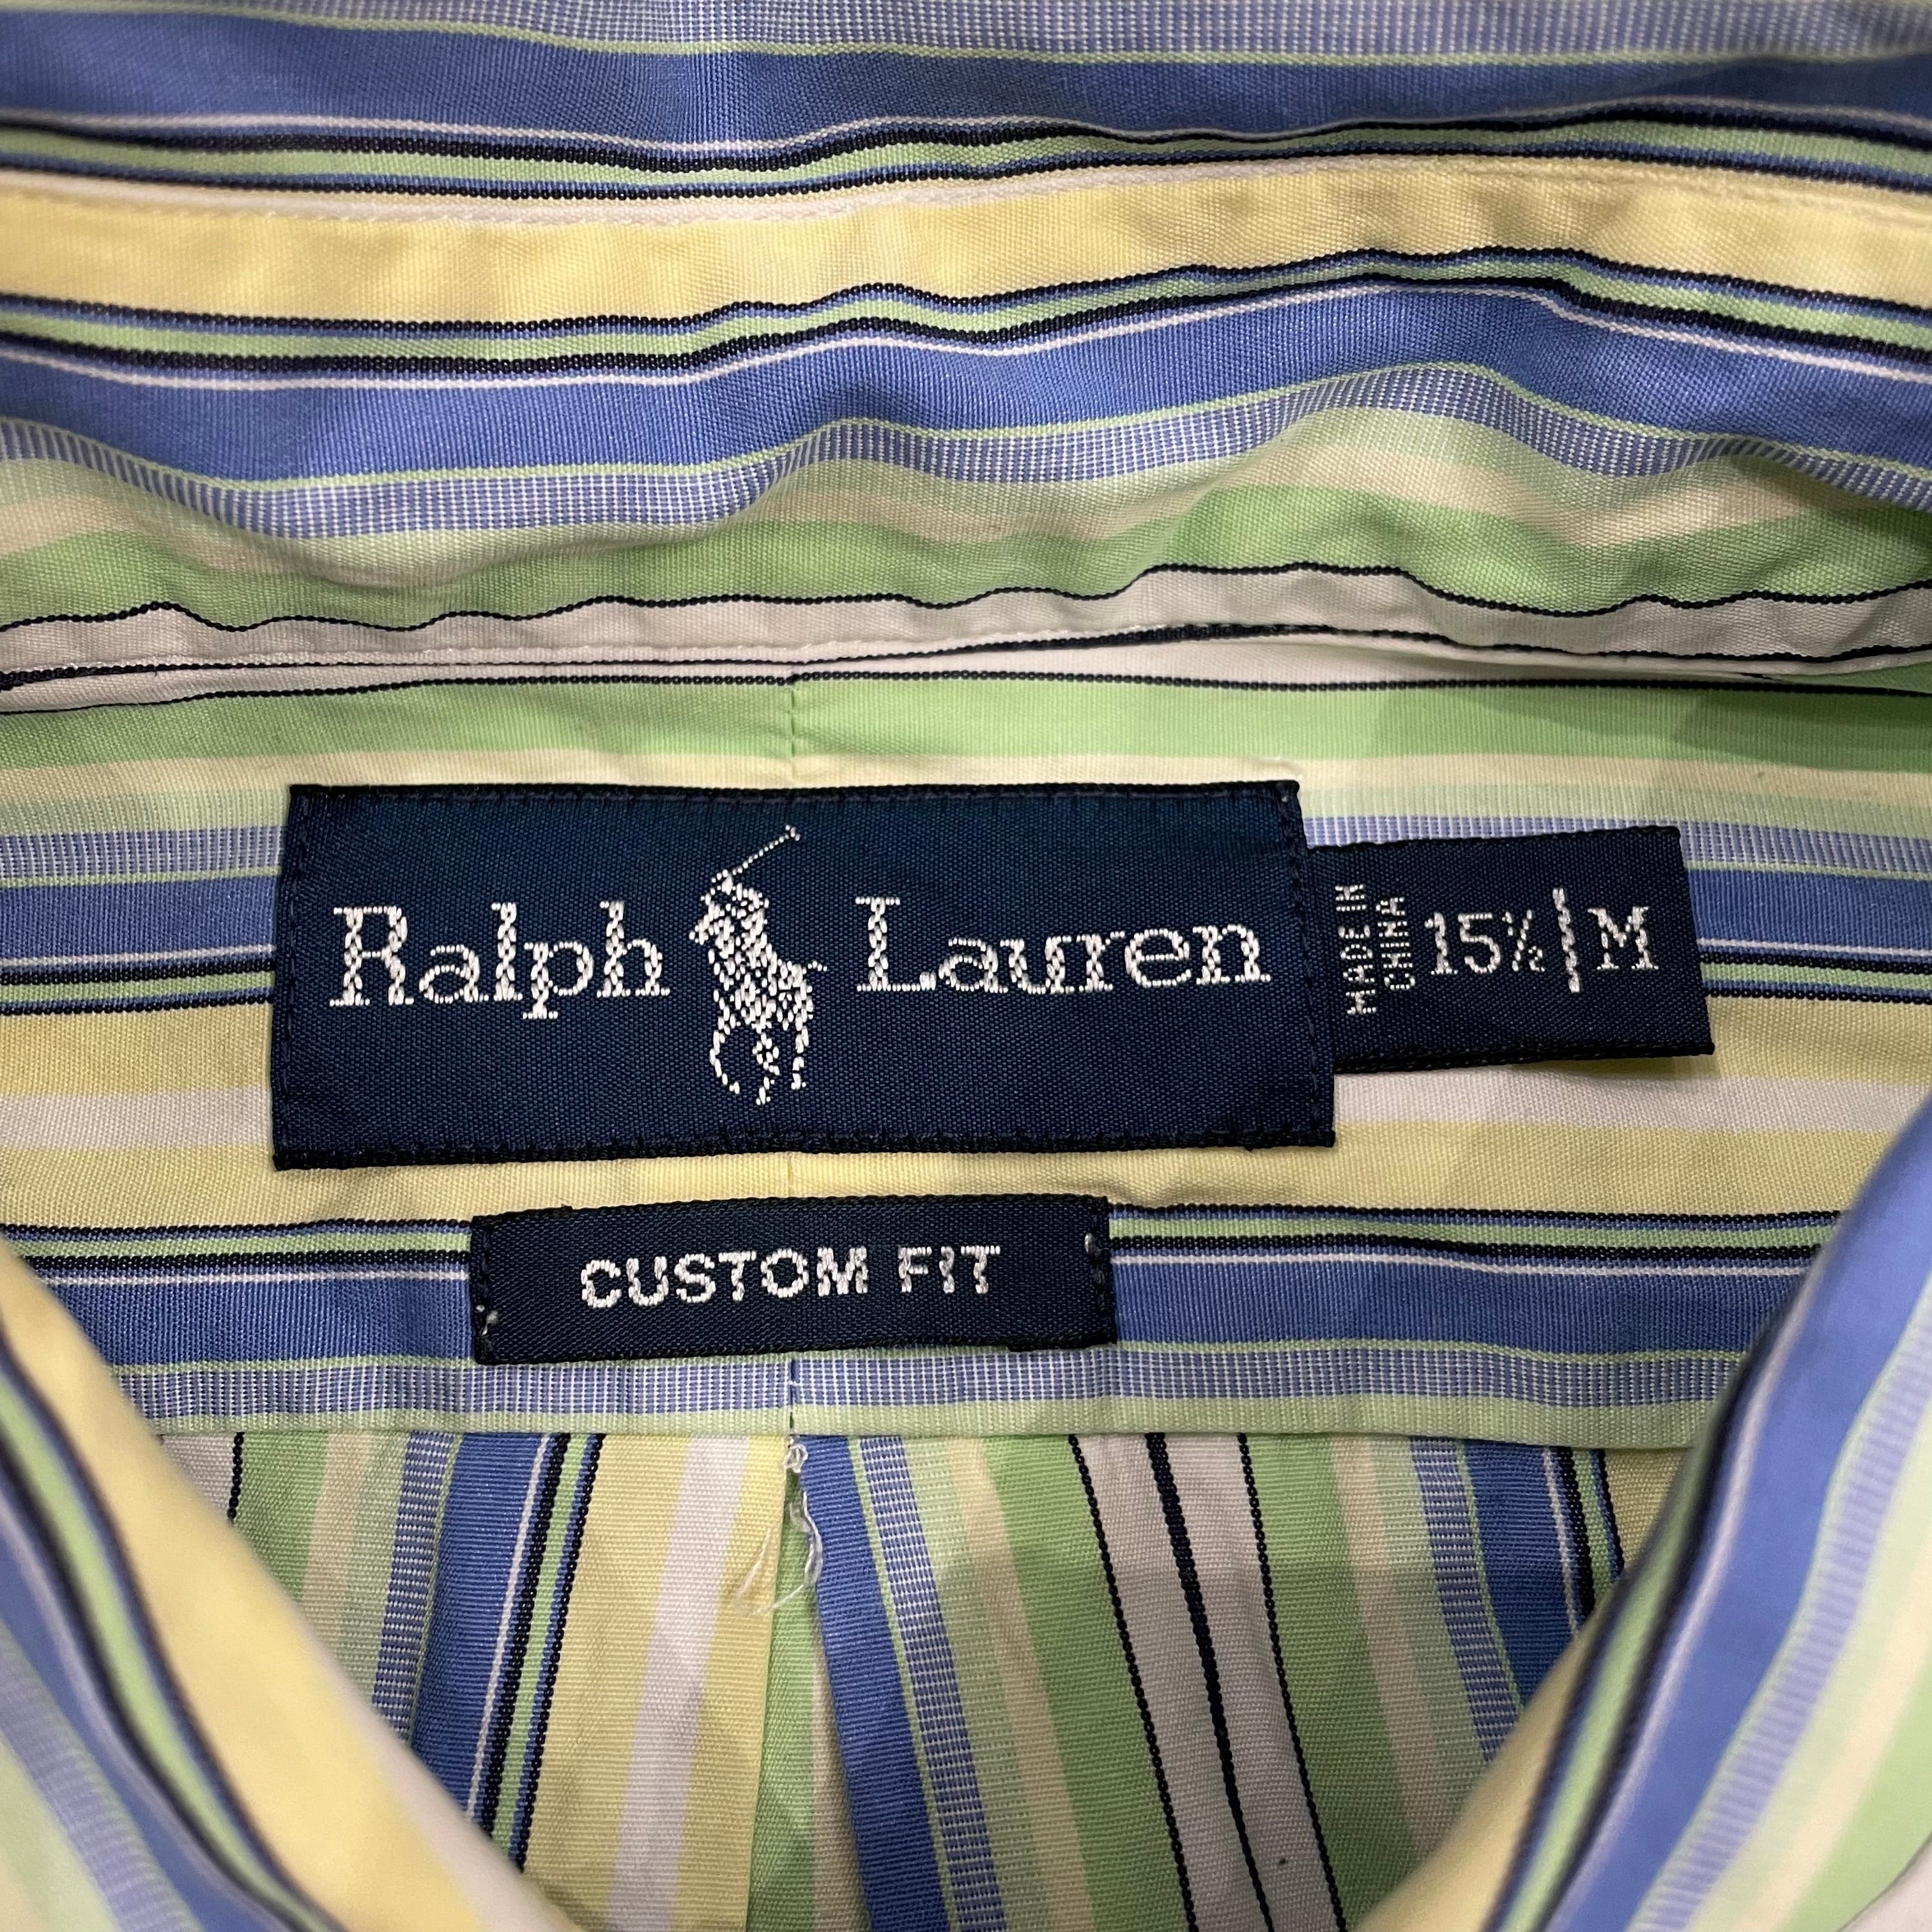 Ralph Lauren
MADE IN
CHINA
15½ | M
CUSTOM FIT